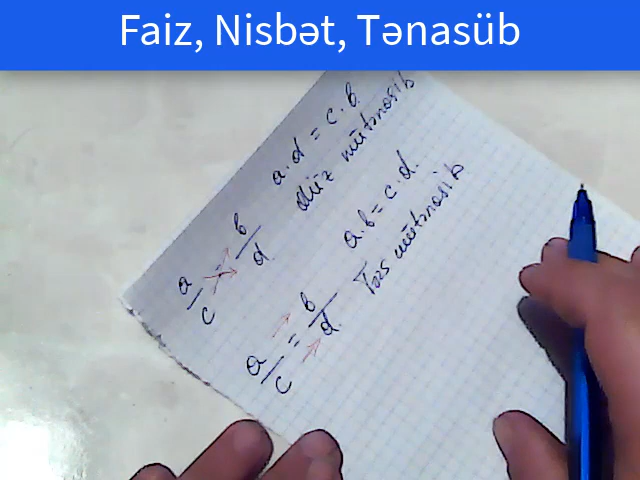 Faiz, Nisbət, Tənasüb
a/c = b/d a.d = c.b.
düz mütənasib
a/c = b/d. a.b = c.d.
Tərs mütənasib